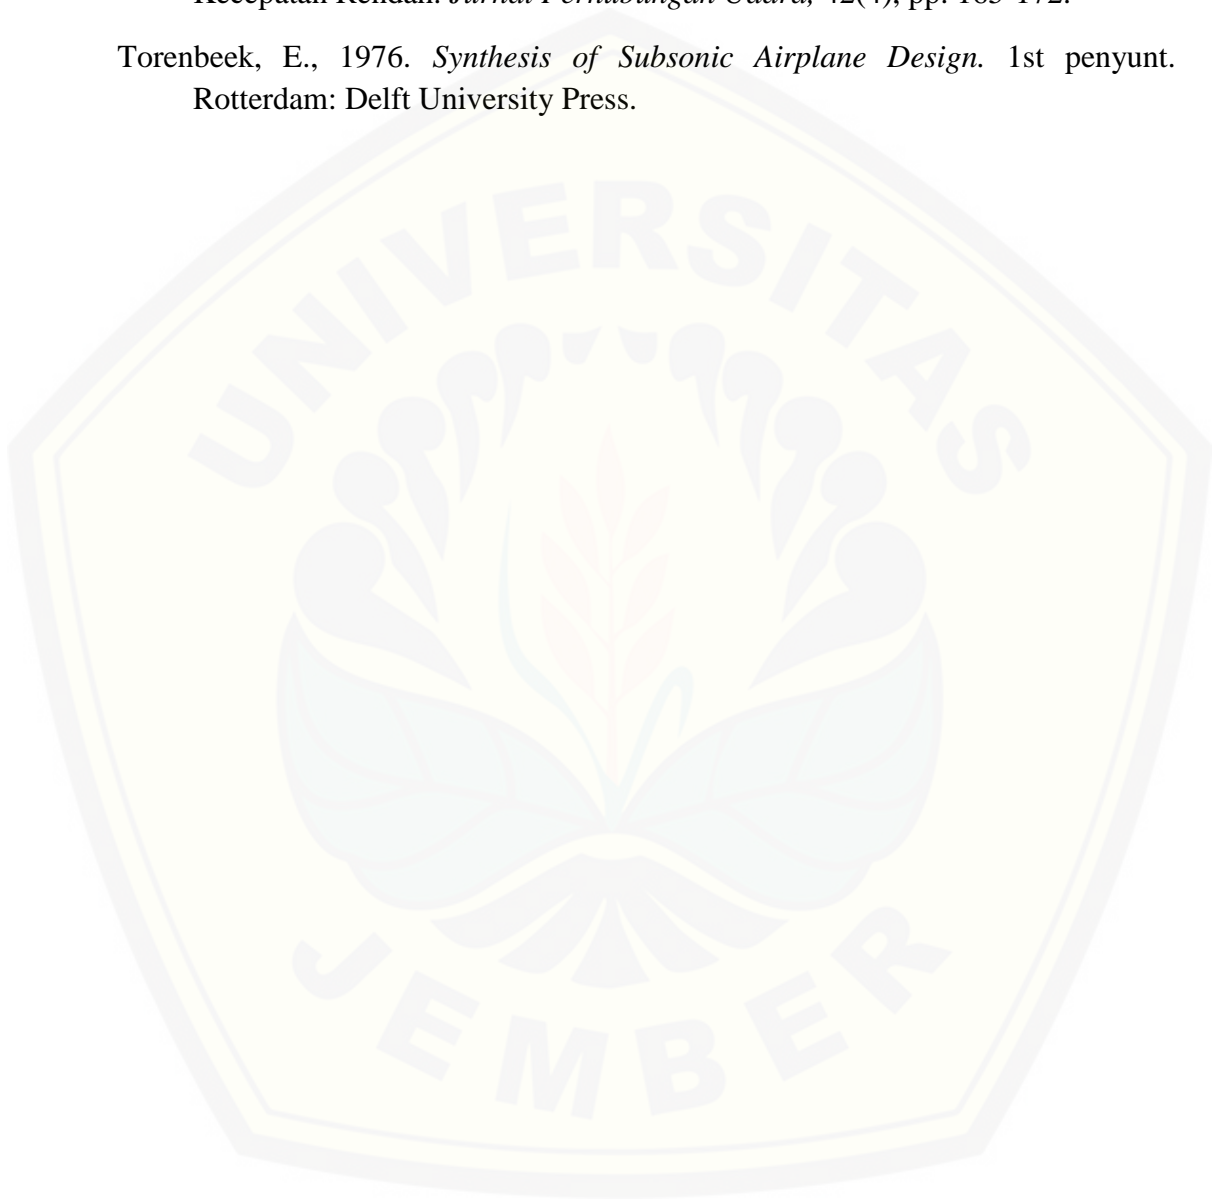 Kecepatan Rendah. Jurnal Perhubungan Udara, 42(4), pp. 163-172.
Torenbeek, E., 1976. Synthesis of Subsonic Airplane Design. 1st penyunt.
Rotterdam: Delft University Press.
UNIVERSITAS
JEMBER